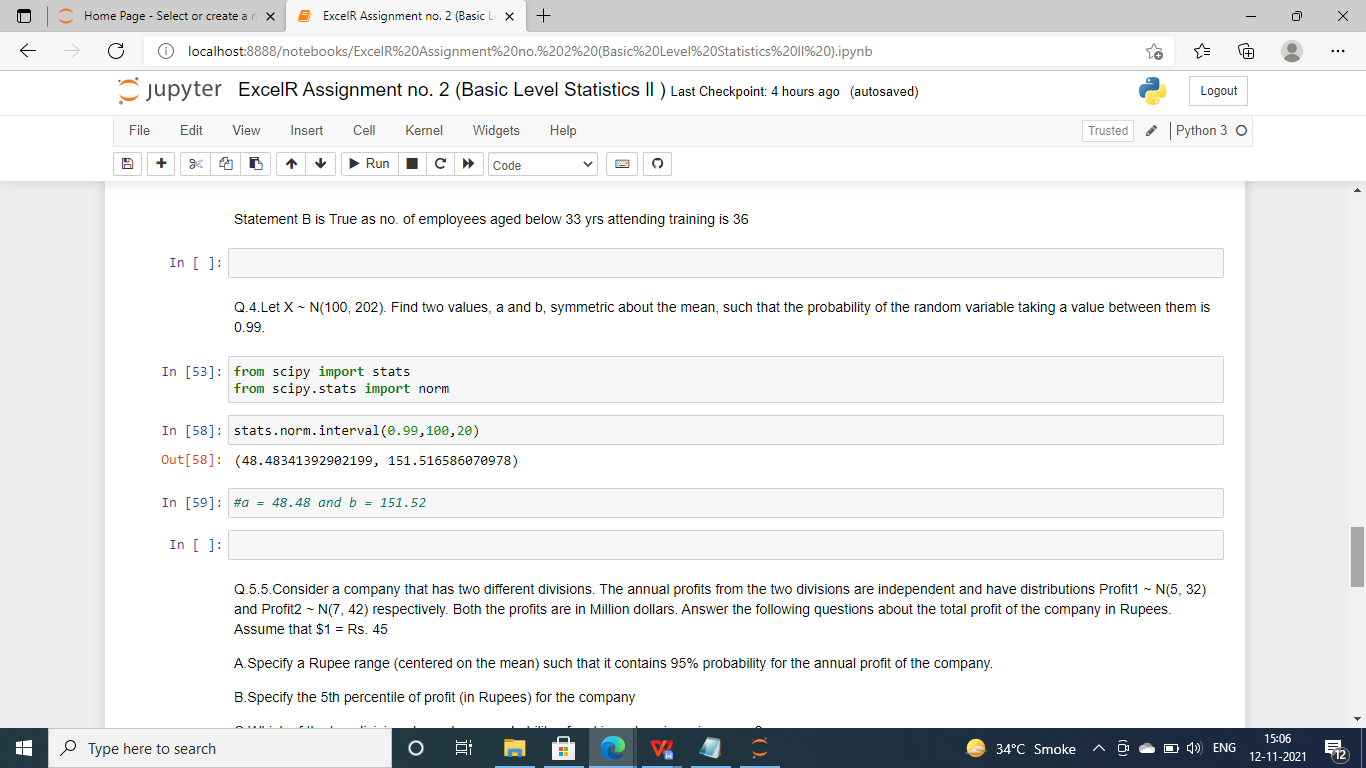 Home Page - Select or create a n
ExcelR Assignment no. 2 (Basic L
localhost:8888/notebooks/ExcelR%20Assignment%20no.%202%20(Basic%20Level%20Statistics%20II%20).ipynb
jupyter ExcelR Assignment no. 2 (Basic Level Statistics II ) Last Checkpoint: 4 hours ago (autosaved)
Logout
File Edit View Insert Cell Kernel Widgets Help
Trusted Python 3
Run Code
Statement B is True as no. of employees aged below 33 yrs attending training is 36
In [ ]:
Q.4.Let X ~ N(100, 202). Find two values, a and b, symmetric about the mean, such that the probability of the random variable taking a value between them is
0.99.
In [53]: from scipy import stats
from scipy.stats import norm
In [58]: stats.norm.interval(0.99,100,20)
Out[58]: (48.48341392902199, 151.516586070978)
In [59]: #a = 48.48 and b = 151.52
In [ ]:
Q.5.5.Consider a company that has two different divisions. The annual profits from the two divisions are independent and have distributions Profit1 ~ N(5, 32)
and Profit2 ~ N(7, 42) respectively. Both the profits are in Million dollars. Answer the following questions about the total profit of the company in Rupees.
Assume that $1 = Rs. 45
A.Specify a Rupee range (centered on the mean) such that it contains 95% probability for the annual profit of the company.
B.Specify the 5th percentile of profit (in Rupees) for the company
Type here to search
34°C Smoke
ENG
15:06
12-11-2021
12